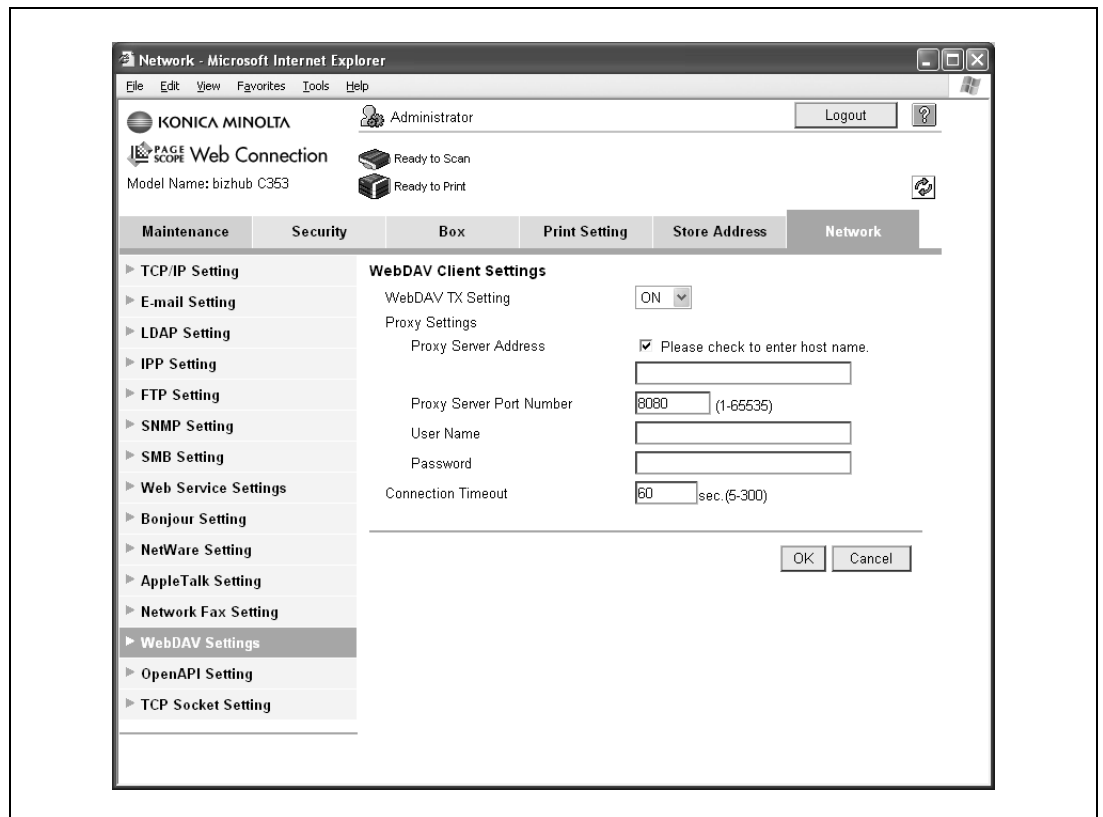 Network - Microsoft Internet Explorer
File Edit View Favorites Tools Help
KONICA MINOLTA
Administrator
Logout
?
PAGE SCOPE Web Connection
Ready to Scan
Model Name: bizhub C353
Ready to Print
Maintenance Security Box Print Setting Store Address Network
TCP/IP Setting
E-mail Setting
LDAP Setting
IPP Setting
FTP Setting
SNMP Setting
SMB Setting
Web Service Settings
Bonjour Setting
NetWare Setting
AppleTalk Setting
Network Fax Setting
WebDAV Settings
OpenAPI Setting
TCP Socket Setting
WebDAV Client Settings
WebDAV TX Setting ON
Proxy Settings
Proxy Server Address Please check to enter host name.
Proxy Server Port Number 8080 (1-65535)
User Name
Password
Connection Timeout 60 sec.(5-300)
OK Cancel